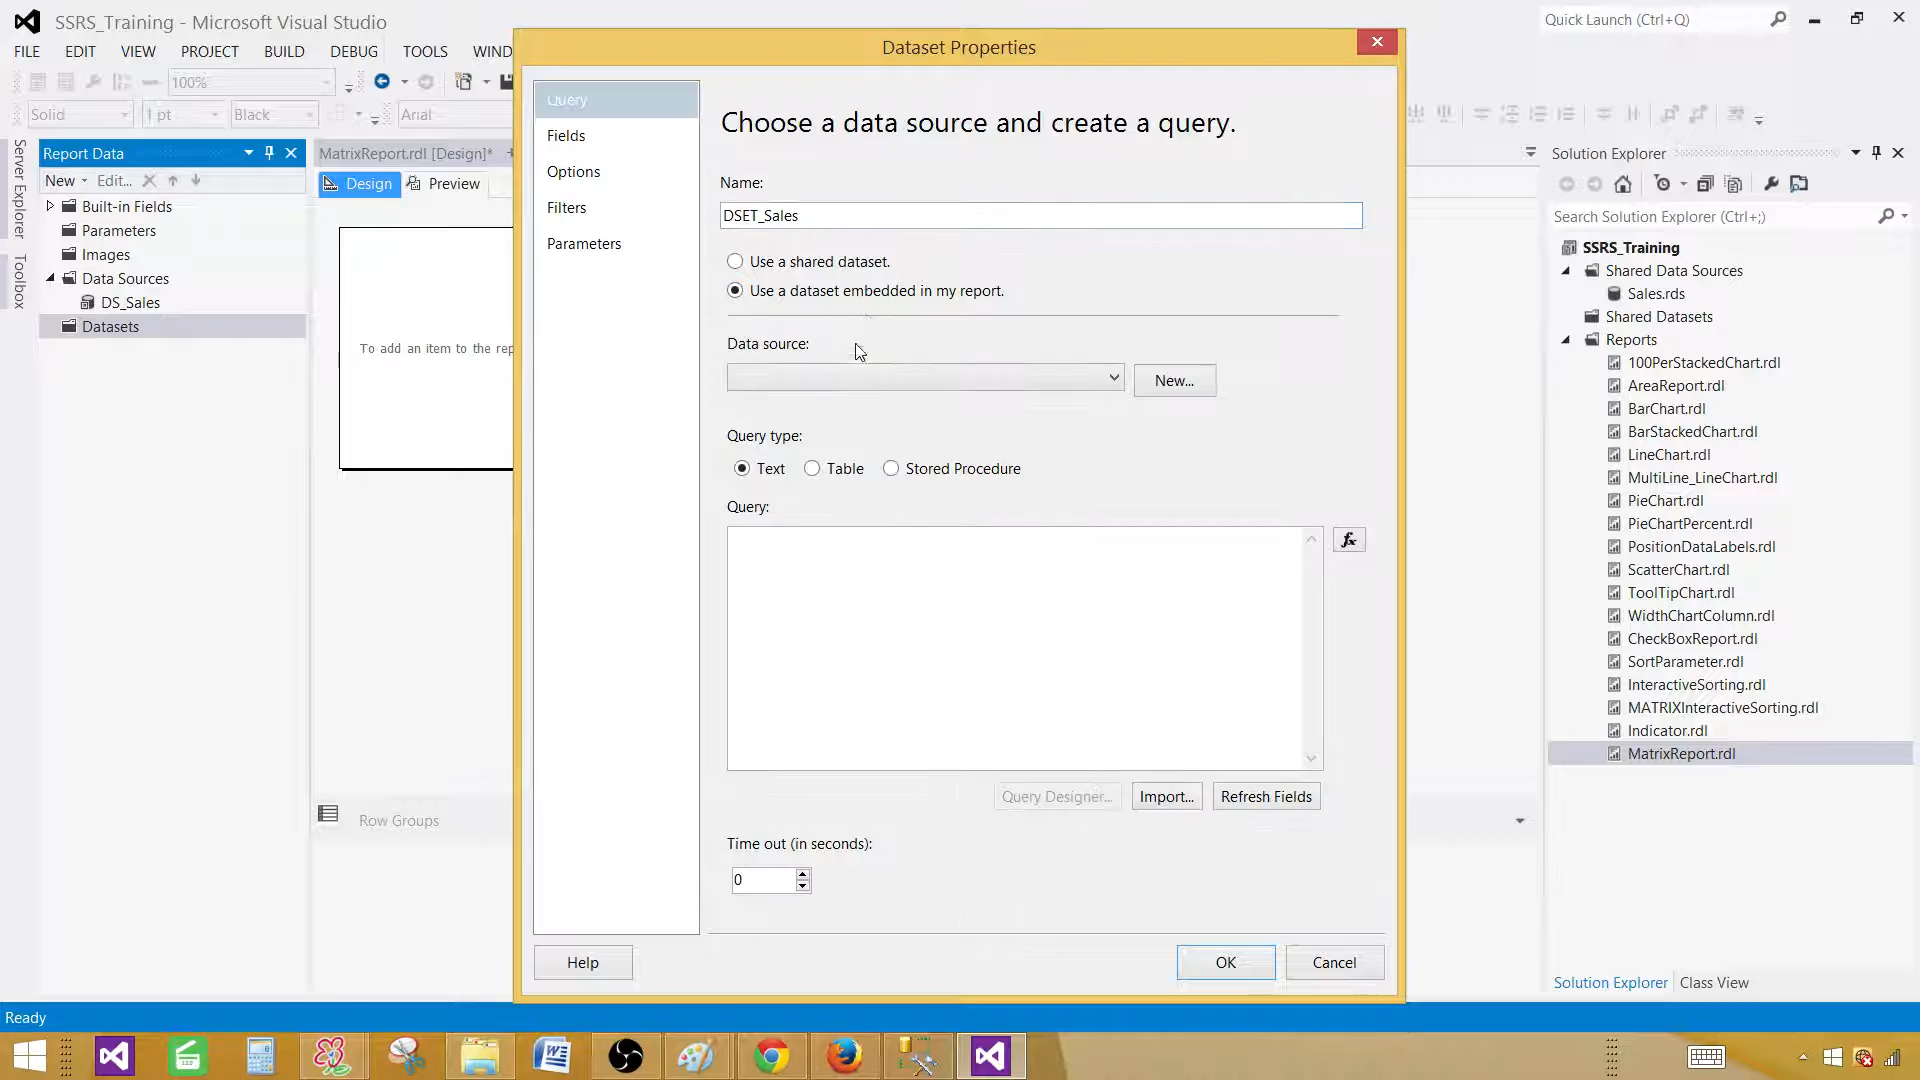 SSRS_Training - Microsoft Visual Studio
Quick Launch (Ctrl+Q)
FILE EDIT VIEW PROJECT BUILD DEBUG TOOLS WIND
100%
Solid 1 pt Black Arial
Server Explorer
Toolbox
Report Data
New Edit...
Built-in Fields
Parameters
Images
Data Sources
DS_Sales
Datasets
MatrixReport.rdl [Design]*
Design Preview
To add an item to the rep
Row Groups
Dataset Properties
Query
Fields
Options
Filters
Parameters
Choose a data source and create a query.
Name:
DSET_Sales
Use a shared dataset.
Use a dataset embedded in my report.
Data source:
New...
Query type:
Text Table Stored Procedure
Query:
fx
Query Designer... Import... Refresh Fields
Time out (in seconds):
0
Help OK Cancel
Solution Explorer
Search Solution Explorer (Ctrl+;)
SSRS_Training
Shared Data Sources
Sales.rds
Shared Datasets
Reports
100PerStackedChart.rdl
AreaReport.rdl
BarChart.rdl
BarStackedChart.rdl
LineChart.rdl
MultiLine_LineChart.rdl
PieChart.rdl
PieChartPercent.rdl
PositionDataLabels.rdl
ScatterChart.rdl
ToolTipChart.rdl
WidthChartColumn.rdl
CheckBoxReport.rdl
SortParameter.rdl
InteractiveSorting.rdl
MATRIXInteractiveSorting.rdl
Indicator.rdl
MatrixReport.rdl
Solution Explorer Class View
Ready